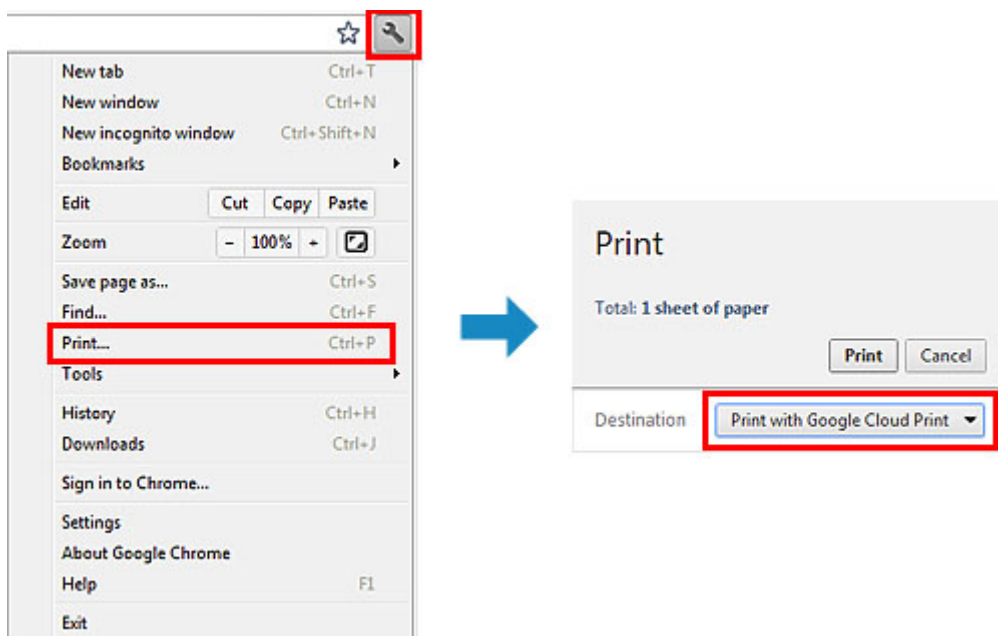 New tab Ctrl+T
New window Ctrl+N
New incognito window Ctrl+Shift+N
Bookmarks
Edit Cut Copy Paste
Zoom - 100% +
Save page as... Ctrl+S
Find... Ctrl+F
Print... Ctrl+P
Tools
History Ctrl+H
Downloads Ctrl+J
Sign in to Chrome...
Settings
About Google Chrome
Help F1
Exit
Print
Total: 1 sheet of paper
Print Cancel
Destination Print with Google Cloud Print